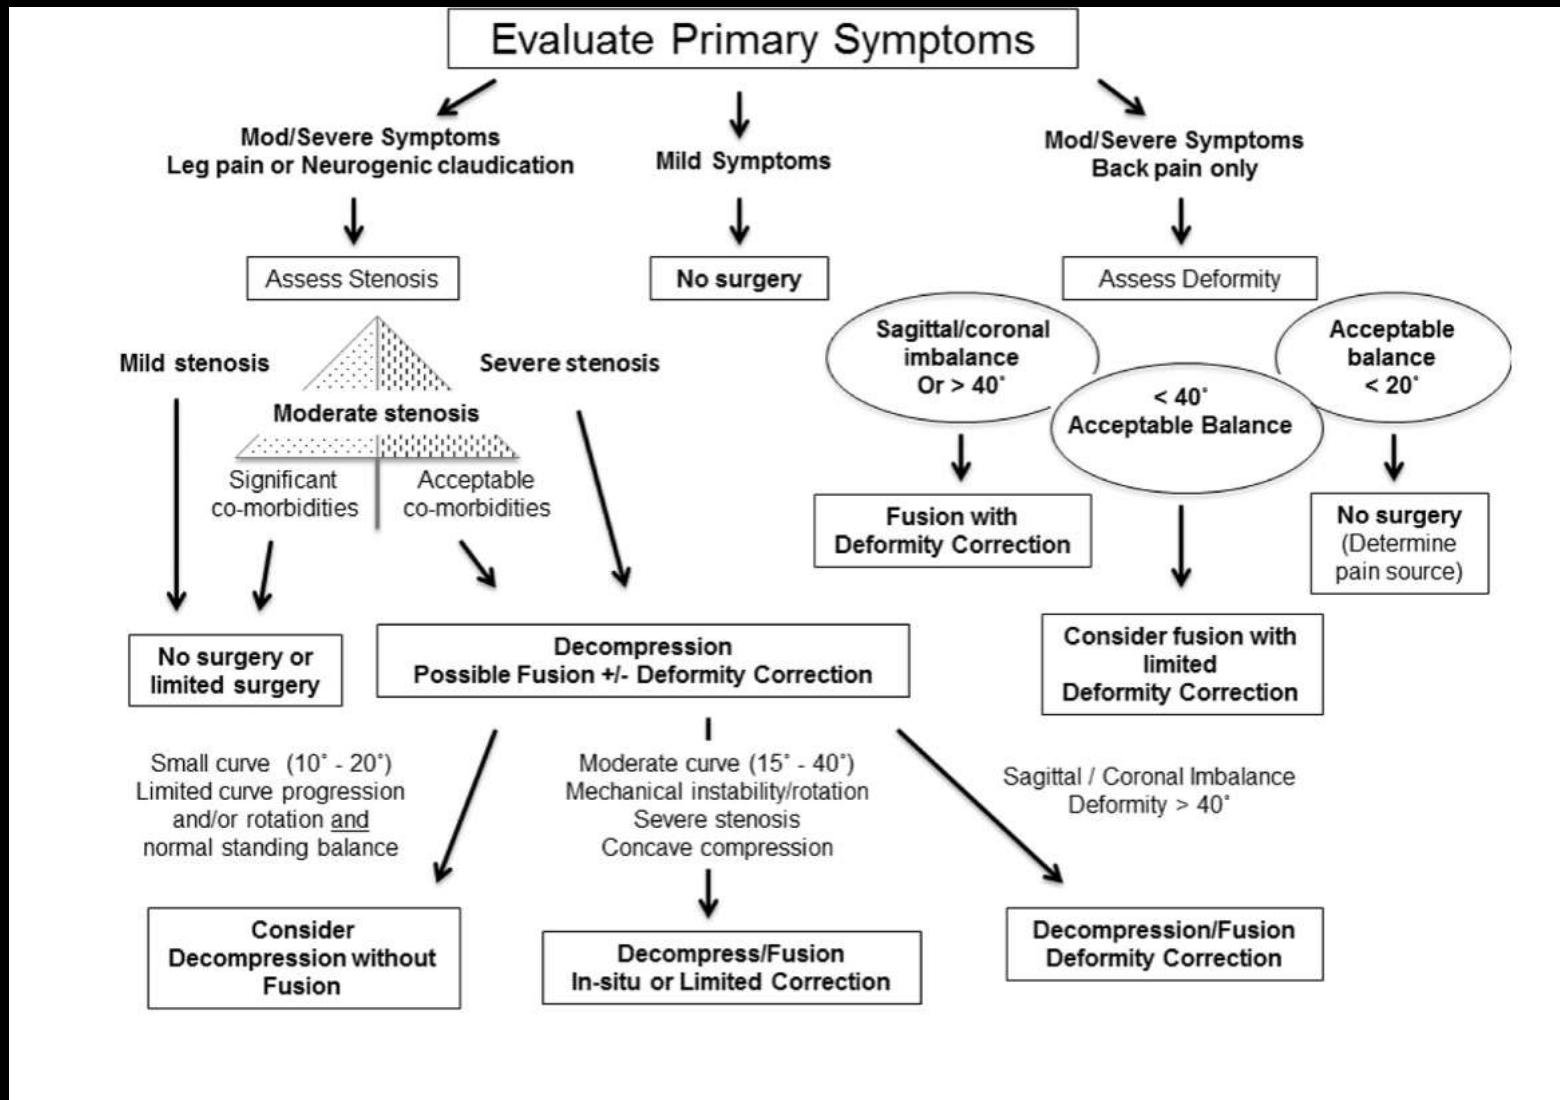 Evaluate Primary Symptoms
Mod/Severe Symptoms
Leg pain or Neurogenic claudication
Mild Symptoms
Mod/Severe Symptoms
Back pain only
Assess Stenosis
No surgery
Assess Deformity
Mild stenosis
Severe stenosis
Moderate stenosis
Significant
co-morbidities
Acceptable
co-morbidities
Sagittal/coronal
imbalance
Or > 40˚
< 40˚
Acceptable Balance
Acceptable
balance
< 20˚
Fusion with
Deformity Correction
No surgery
(Determine
pain source)
No surgery or
limited surgery
Decompression
Possible Fusion +/- Deformity Correction
Consider fusion with
limited
Deformity Correction
Small curve (10˚ - 20˚)
Limited curve progression
and/or rotation and
normal standing balance
Moderate curve (15˚ - 40˚)
Mechanical instability/rotation
Severe stenosis
Concave compression
Sagittal / Coronal Imbalance
Deformity > 40˚
Consider
Decompression without
Fusion
Decompress/Fusion
In-situ or Limited Correction
Decompression/Fusion
Deformity Correction